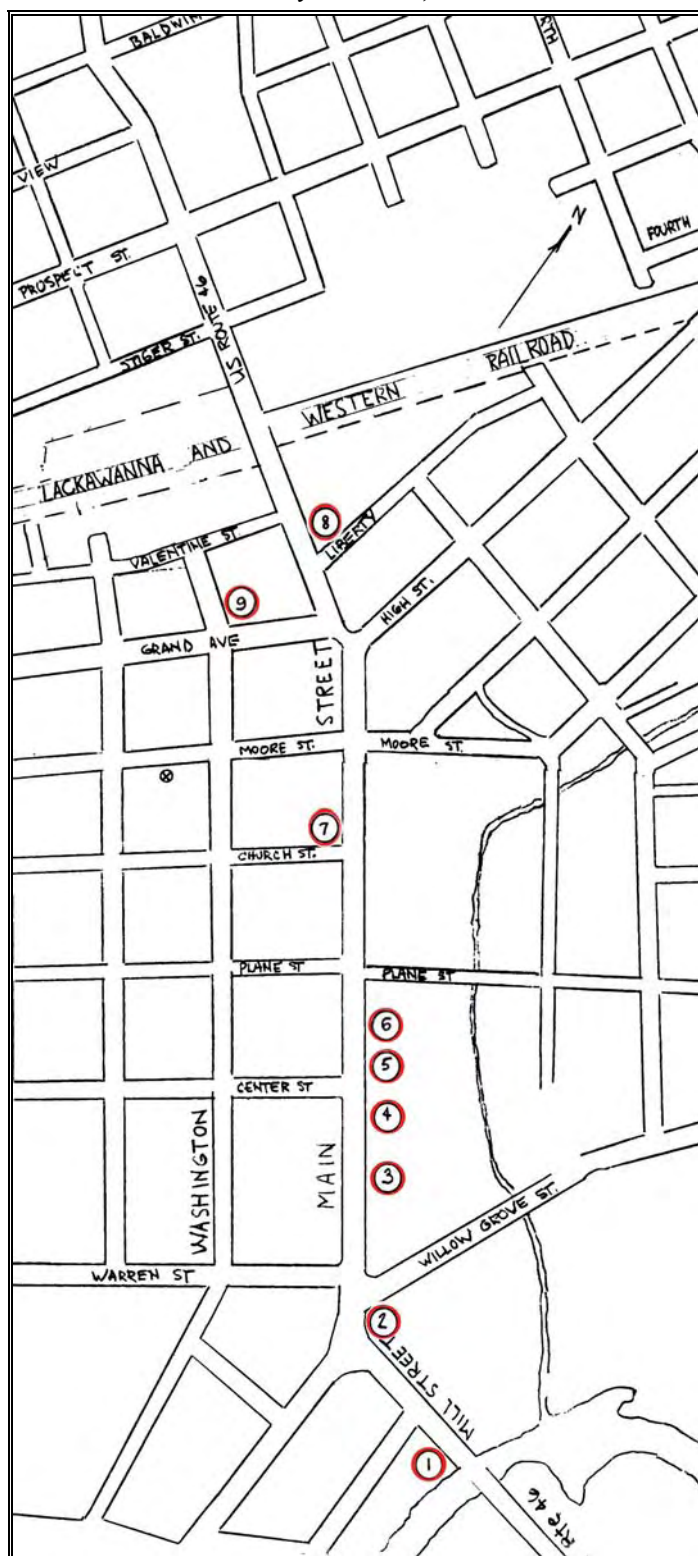 VIEW
N
FOURTH
PROSPECT ST.
US ROUTE 46
STIGER ST.
RAILROAD
WESTERN
AND
LACKAWANNA
8
LIBERTY
VALENTINE ST.
9
HIGH ST.
GRAND AVE
STREET
MOORE ST.
MOORE ST.
7
CHURCH ST.
PLANE ST
PLANE ST
6
5
CENTER ST
4
WASHINGTON
MAIN
3
WILLOW GROVE ST.
WARREN ST
2
MILL STREET
1
Rte 46